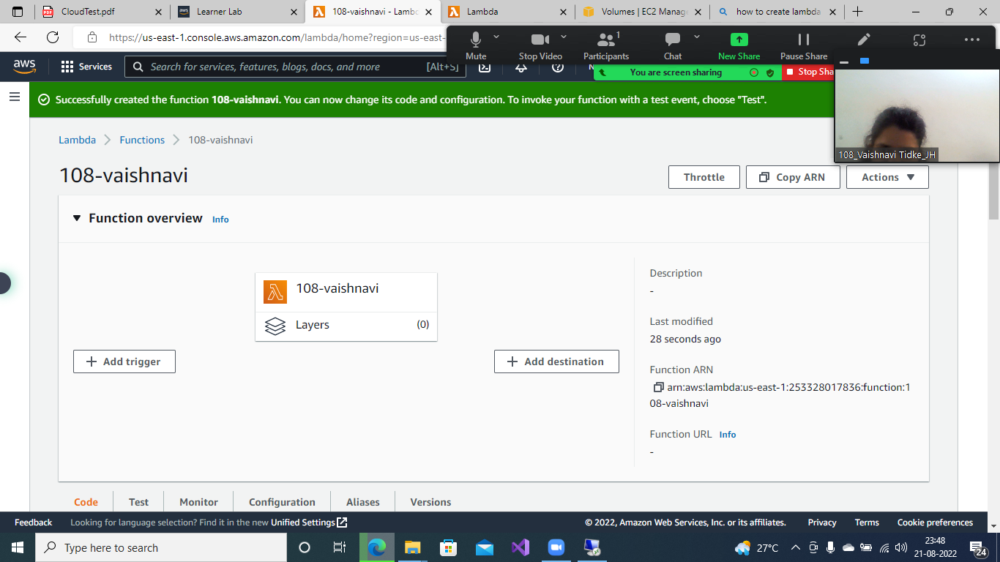 CloudTest.pdf
Learner Lab
108-vaishnavi - Lambd
Lambda
Volumes | EC2 Manag
how to create lambda
https://us-east-1.console.aws.amazon.com/lambda/home?region=us-east-
Mute
Stop Video
Participants
1
Chat
New Share
Pause Share
You are screen sharing
Stop Sha
aws
Services
Search for services, features, blogs, docs, and more
[Alt+S]
N
Successfully created the function 108-vaishnavi. You can now change its code and configuration. To invoke your function with a test event, choose "Test".
108_Vaishnavi Tidke_JH
Lambda
Functions
108-vaishnavi
108-vaishnavi
Throttle
Copy ARN
Actions
Function overview
Info
108-vaishnavi
Layers
(0)
Add trigger
Add destination
Description
-
Last modified
28 seconds ago
Function ARN
arn:aws:lambda:us-east-1:253328017836:function:1
08-vaishnavi
Function URL
Info
-
Code
Test
Monitor
Configuration
Aliases
Versions
Feedback
Looking for language selection? Find it in the new Unified Settings
© 2022, Amazon Web Services, Inc. or its affiliates.
Privacy
Terms
Cookie preferences
Type here to search
27°C
23:48
21-08-2022
24